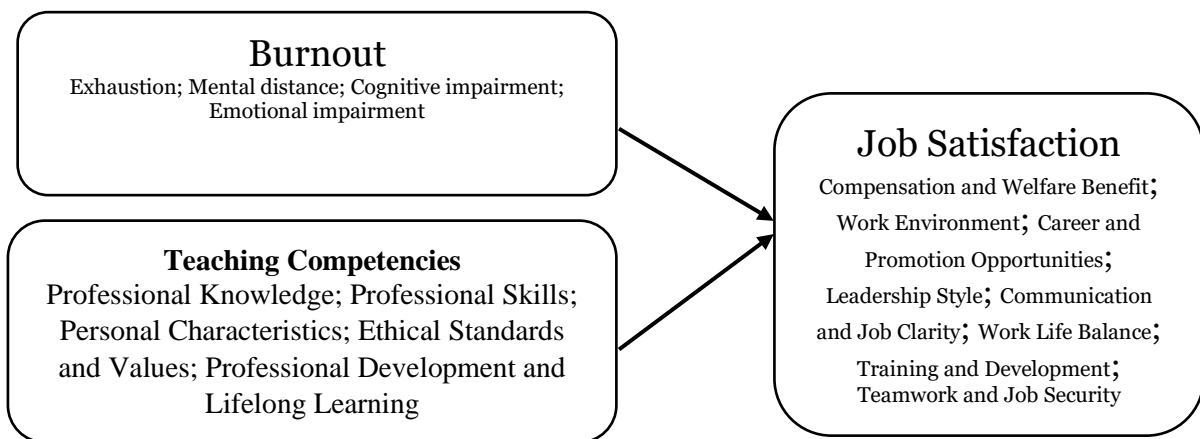 Burnout
Exhaustion; Mental distance; Cognitive impairment;
Emotional impairment
Teaching Competencies
Professional Knowledge; Professional Skills;
Personal Characteristics; Ethical Standards
and Values; Professional Development and
Lifelong Learning
Job Satisfaction
Compensation and Welfare Benefit;
Work Environment; Career and
Promotion Opportunities;
Leadership Style; Communication
and Job Clarity; Work Life Balance;
Training and Development;
Teamwork and Job Security